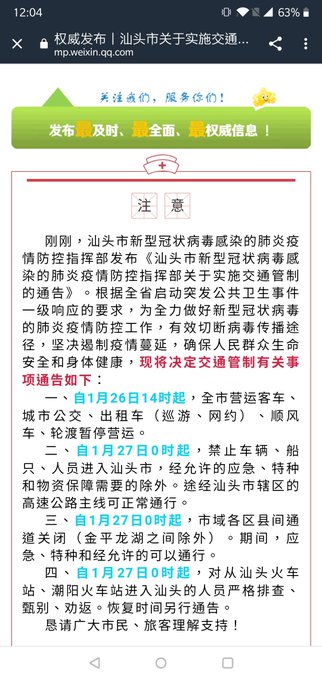 12:04
63%
权威发布丨汕头市关于实施交通...
mp.weixin.qq.com
关注我们，服务你们！
发布最及时、最全面、最权威信息！
注意
刚刚，汕头市新型冠状病毒感染的肺炎疫
情防控指挥部发布《汕头市新型冠状病毒感
染的肺炎疫情防控指挥部关于实施交通管制
的通告》。根据全省启动突发公共卫生事件
一级响应的要求，为全力做好新型冠状病毒
的肺炎疫情防控工作，有效切断病毒传播途
径，坚决遏制疫情蔓延，确保人民群众生命
安全和身体健康，现将决定交通管制有关事
项通告如下：
一、自1月26日14时起，全市营运客车、
城市公交、出租车（巡游、网约）、顺风
车、轮渡暂停营运。
二、自1月27日0时起，禁止车辆、船
只、人员进入汕头市，经允许的应急、特种
和物资保障需要的除外。途经汕头市辖区的
高速公路主线可正常通行。
三、自1月27日0时起，市域各区县间通
道关闭（金平龙湖之间除外）。期间，应
急、特种和经允许的可以通行。
四、自1月27日0时起，对从汕头火车
站、潮阳火车站进入汕头的人员严格排查、
甄别、劝返。恢复时间另行通告。
恳请广大市民、旅客理解支持！